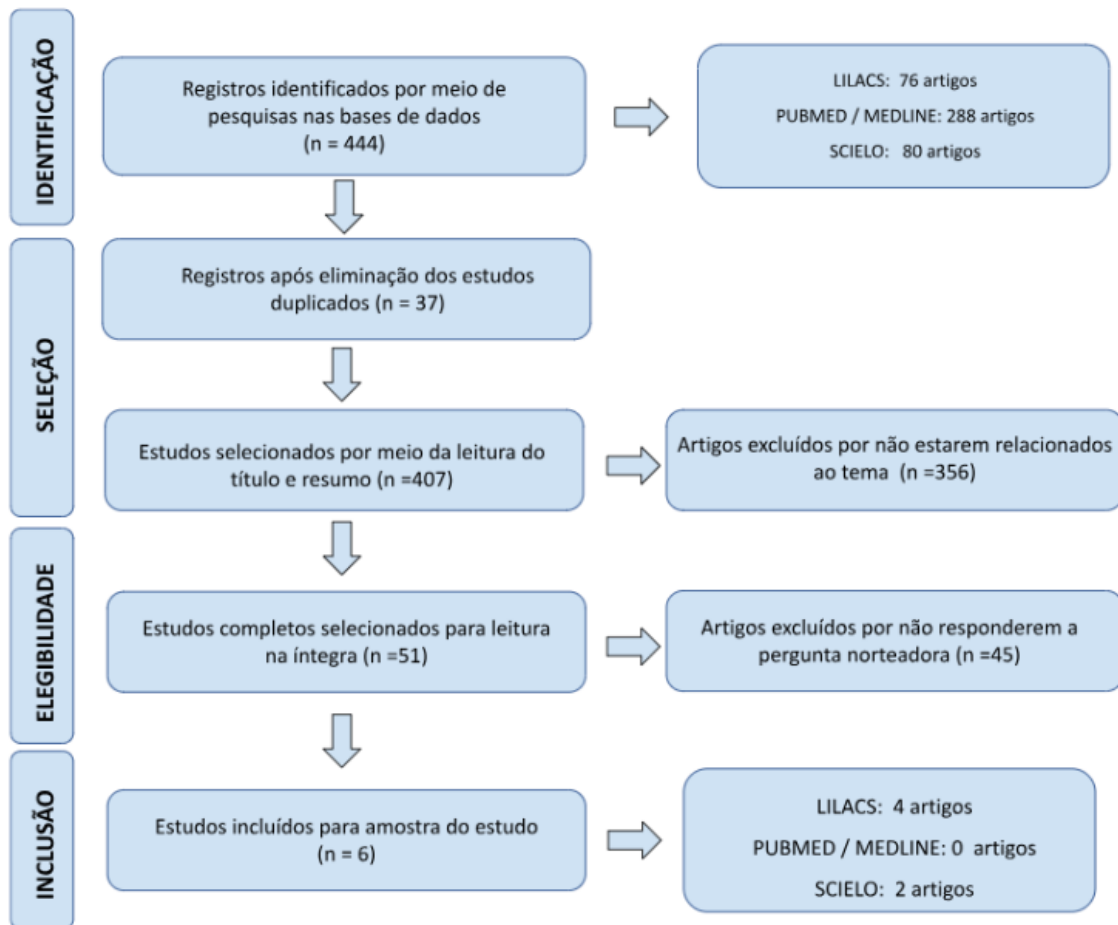 IDENTIFICAÇÃO
Registros identificados por meio de
pesquisas nas bases de dados
(n = 444)
LILACS: 76 artigos
PUBMED / MEDLINE: 288 artigos
SCIELO: 80 artigos
SELEÇÃO
Registros após eliminação dos estudos
duplicados (n = 37)
Estudos selecionados por meio da leitura do
título e resumo (n =407)
Artigos excluídos por não estarem relacionados
ao tema (n =356)
ELEGIBILIDADE
Estudos completos selecionados para leitura
na íntegra (n =51)
Artigos excluídos por não responderem a
pergunta norteadora (n =45)
INCLUSÃO
Estudos incluídos para amostra do estudo
(n = 6)
LILACS: 4 artigos
PUBMED / MEDLINE: 0 artigos
SCIELO: 2 artigos